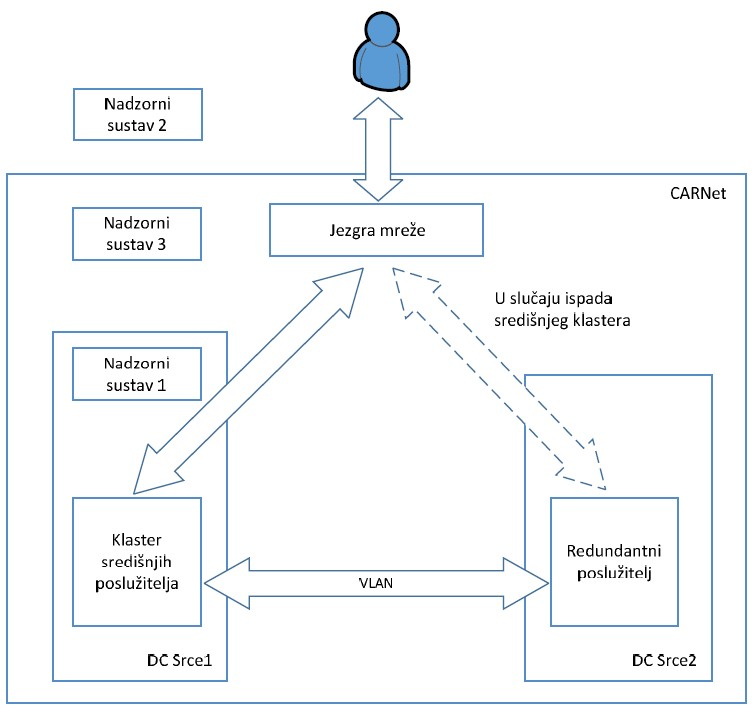 Nadzorni
sustav 2
CARNet
Nadzorni
sustav 3
Jezgra mreže
U slučaju ispada
središnjeg klastera
Nadzorni
sustav 1
Klaster
središnjih
poslužitelja
Redundantni
poslužitelj
VLAN
DC Srce1
DC Srce2